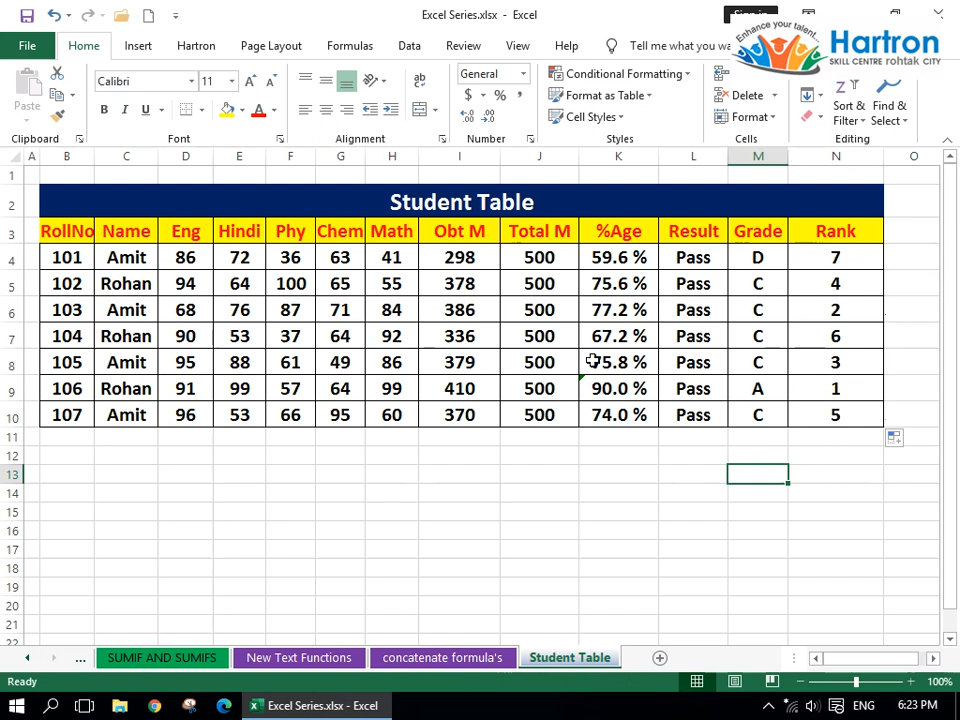 Excel Series.xlsx - Excel
Enhance your talent...
Hartron
SKILL CENTRE rohtak CITY
File Home Insert Hartron Page Layout Formulas Data Review View Help Tell me what you wa
Paste
Calibri 11
B I U A
ab
General
$ % ,
Conditional Formatting
Format as Table
Cell Styles
Delete
Format
Sort & Filter
Find & Select
Clipboard Font Alignment Number Styles Cells Editing
A B C D E F G H I J K L M N O
1
2 Student Table
3 RollNo Name Eng Hindi Phy Chem Math Obt M Total M %Age Result Grade Rank
4 101 Amit 86 72 36 63 41 298 500 59.6 % Pass D 7
5 102 Rohan 94 64 100 65 55 378 500 75.6 % Pass C 4
6 103 Amit 68 76 87 71 84 386 500 77.2 % Pass C 2
7 104 Rohan 90 53 37 64 92 336 500 67.2 % Pass C 6
8 105 Amit 95 88 61 49 86 379 500 75.8 % Pass C 3
9 106 Rohan 91 99 57 64 99 410 500 90.0 % Pass A 1
10 107 Amit 96 53 66 95 60 370 500 74.0 % Pass C 5
11
12
13
14
15
16
17
18
19
20
21
22
... SUMIF AND SUMIFS New Text Functions concatenate formula's Student Table
Ready 100%
Excel Series.xlsx - Excel ENG 6:23 PM